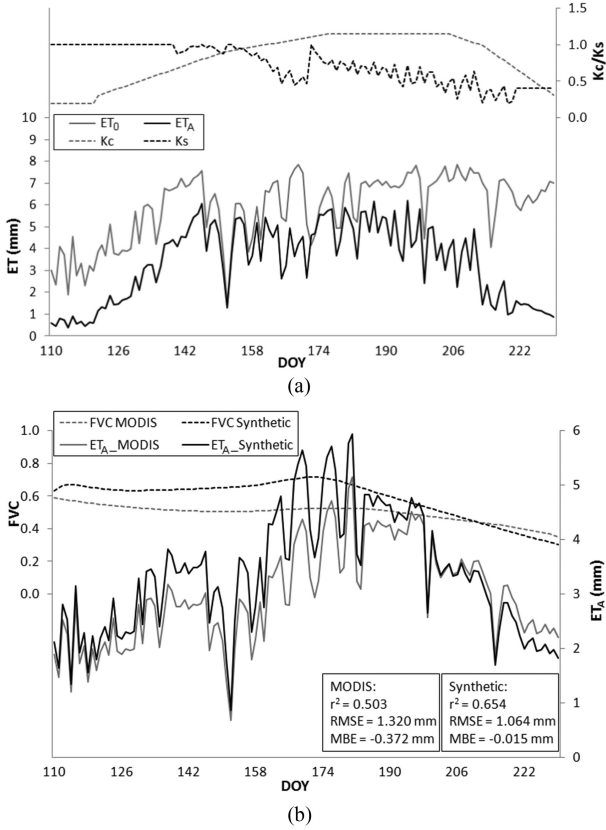 1.5
1.0
0.5
0.0
Kc/Ks
ET0 ETA
Kc Ks
10
9
8
7
6
5
4
3
2
1
0
ET (mm)
110 126 142 158 174 190 206 222
DOY
(a)
FVC MODIS FVC Synthetic
ETA_MODIS ETA_Synthetic
1.0
0.8
0.6
0.4
0.2
0.0
FVC
6
5
4
3
2
1
0
ETA (mm)
MODIS:
r² = 0.503
RMSE = 1.320 mm
MBE = -0.372 mm
Synthetic:
r² = 0.654
RMSE = 1.064 mm
MBE = -0.015 mm
110 126 142 158 174 190 206 222
DOY
(b)